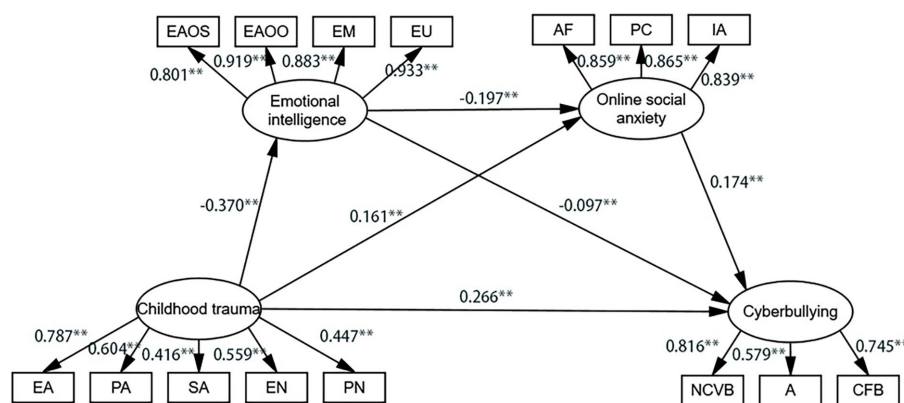 EAOS
EAOO
EM
EU
AF
PC
IA
0.801**
0.919**
0.883**
0.933**
0.859**
0.865**
0.839**
Emotional
intelligence
-0.197**
Online social
anxiety
-0.370**
0.161**
-0.097**
0.174**
Childhood trauma
0.266**
Cyberbullying
0.787**
0.604**
0.416**
0.559**
0.447**
0.816**
0.579**
0.745**
EA
PA
SA
EN
PN
NCVB
A
CFB